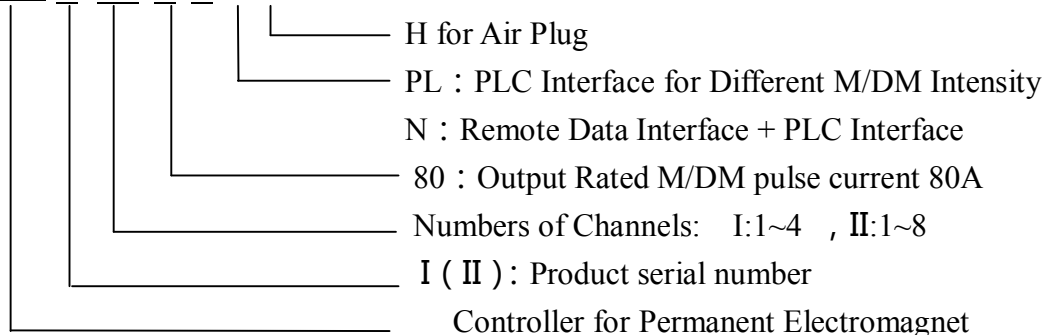 H for Air Plug
PL：PLC Interface for Different M/DM Intensity
N：Remote Data Interface + PLC Interface
80：Output Rated M/DM pulse current 80A
Numbers of Channels: I:1~4 , Ⅱ:1~8
Ⅰ(Ⅱ)：Product serial number
Controller for Permanent Electromagnet